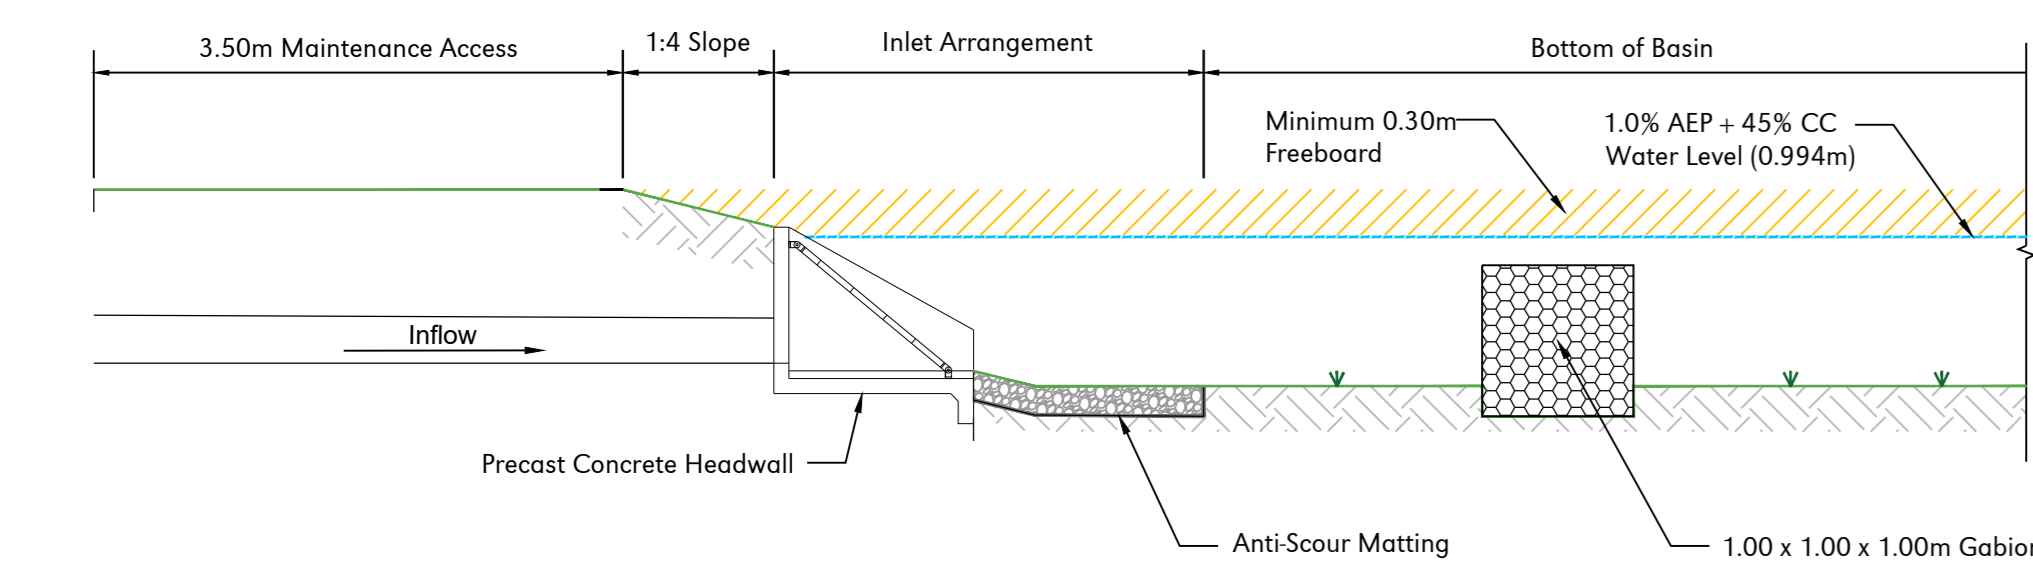 3.50m Maintenance Access
1:4 Slope
Inlet Arrangement
Bottom of Basin
Minimum 0.30m
Freeboard
1.0% AEP + 45% CC
Water Level (0.994m)
Inflow
Precast Concrete Headwall
Anti-Scour Matting
1.00 x 1.00 x 1.00m Gabion